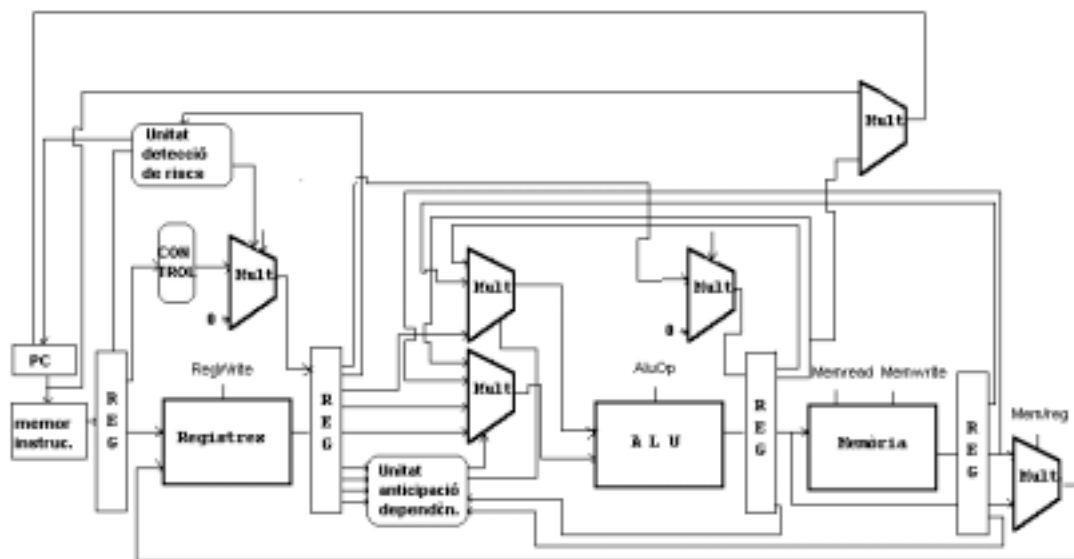 Mult
Unitat
detecció
de riscs
CON
TROL
Mult
0
Mult
Mult
0
PC
RegWrite
Mult
AluOp
Memread Memwrite
R
E
G
R
E
G
R
E
G
R
E
G
memor
instruc.
Registres
A L U
Memòria
Mem/reg
Mult
Unitat
anticipació
dependèn.